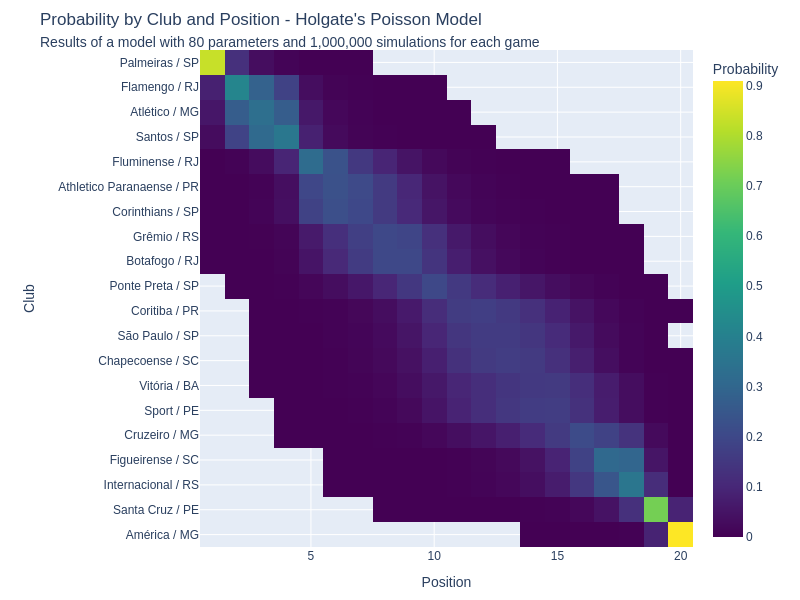 Probability by Club and Position - Holgate's Poisson Model
Results of a model with 80 parameters and 1,000,000 simulations for each game
Probability
Club
Palmeiras / SP
Flamengo / RJ
Atlético / MG
Santos / SP
Fluminense / RJ
Athletico Paranaense / PR
Corinthians / SP
Grêmio / RS
Botafogo / RJ
Ponte Preta / SP
Coritiba / PR
São Paulo / SP
Chapecoense / SC
Vitória / BA
Sport / PE
Cruzeiro / MG
Figueirense / SC
Internacional / RS
Santa Cruz / PE
América / MG
0.9
0.8
0.7
0.6
0.5
0.4
0.3
0.2
0.1
0
5
10
15
20
Position